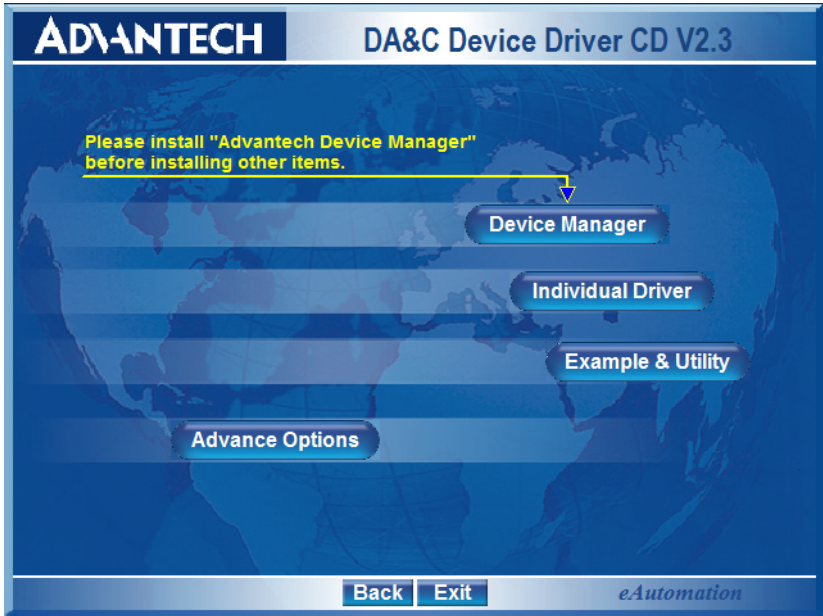 ADVANTECH
DA&C Device Driver CD V2.3
Please install "Advantech Device Manager"
before installing other items.
Device Manager
Individual Driver
Example & Utility
Advance Options
Back Exit
eAutomation